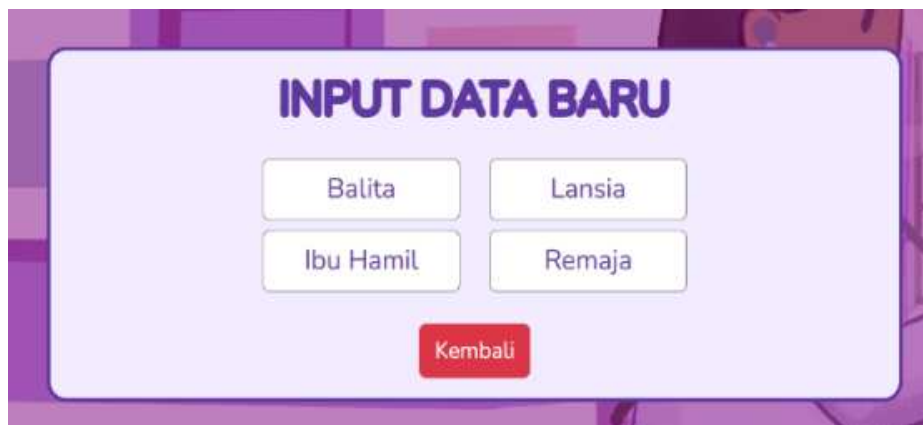 INPUT DATA BARU
Balita
Lansia
Ibu Hamil
Remaja
Kembali